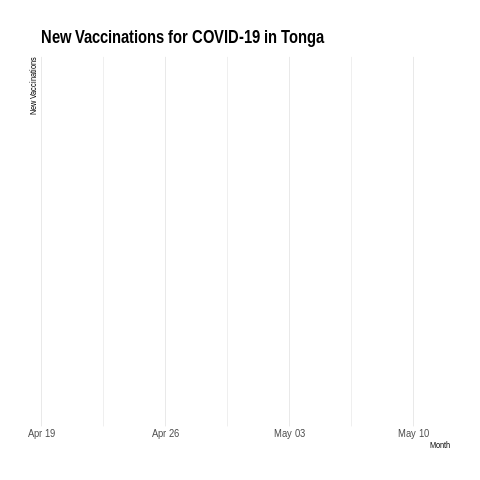 New Vaccinations for COVID-19 in Tonga
New Vaccinations
Apr 19
Apr 26
May 03
May 10
Month